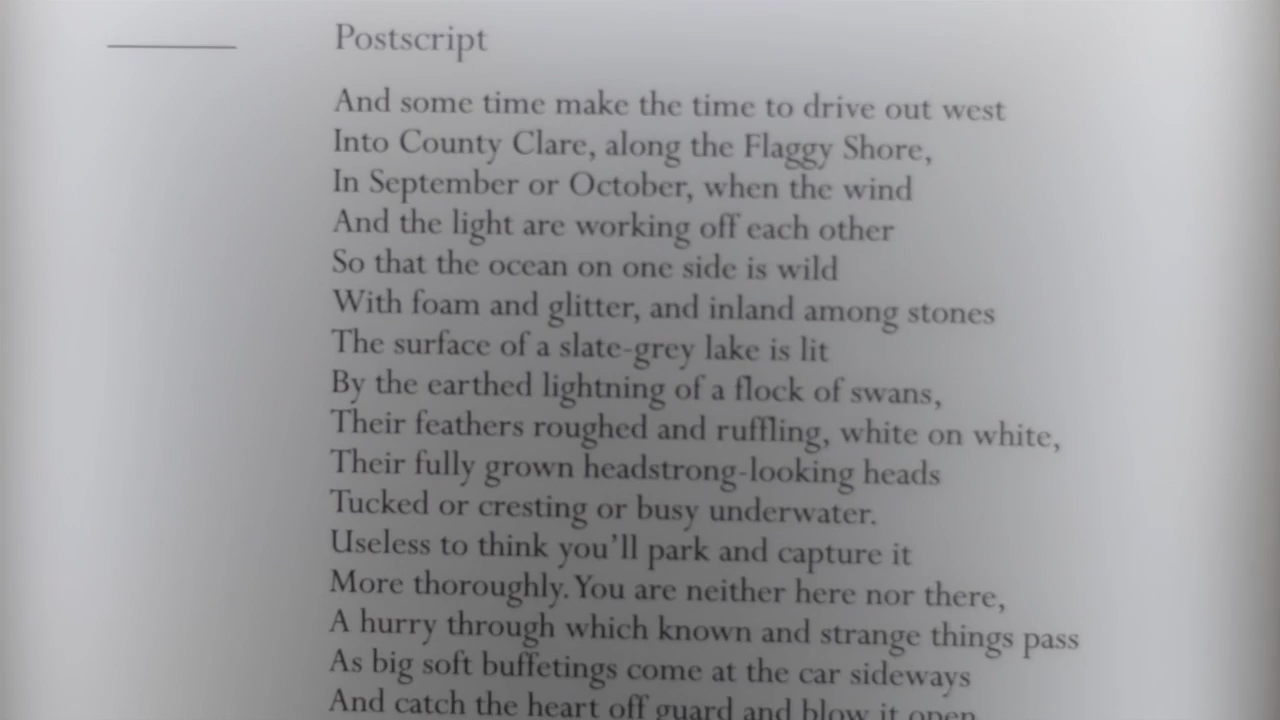 Postscript
And some time make the time to drive out west
Into County Clare, along the Flaggy Shore,
In September or October, when the wind
And the light are working off each other
So that the ocean on one side is wild
With foam and glitter, and inland among stones
The surface of a slate-grey lake is lit
By the earthed lightning of a flock of swans,
Their feathers roughed and ruffling, white on white,
Their fully grown headstrong-looking heads
Tucked or cresting or busy underwater.
Useless to think you'll park and capture it
More thoroughly. You are neither here nor there,
A hurry through which known and strange things pass
As big soft buffetings come at the car sideways
And catch the heart off guard and blow it open